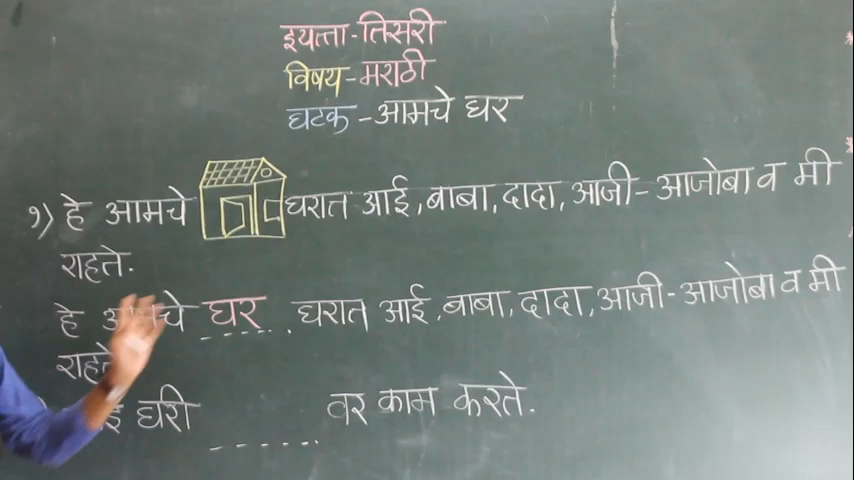 इयत्ता-तिसरी
विषय-मराठी
घटक-आमचे घर
१) हे आमचे घरात आई, बाबा, दादा, आजी-आजोबा व मी
राहते.
हे घर घरात आई, बाबा, दादा, आजी-आजोबा व मी
घरी ....... वर काम करते.